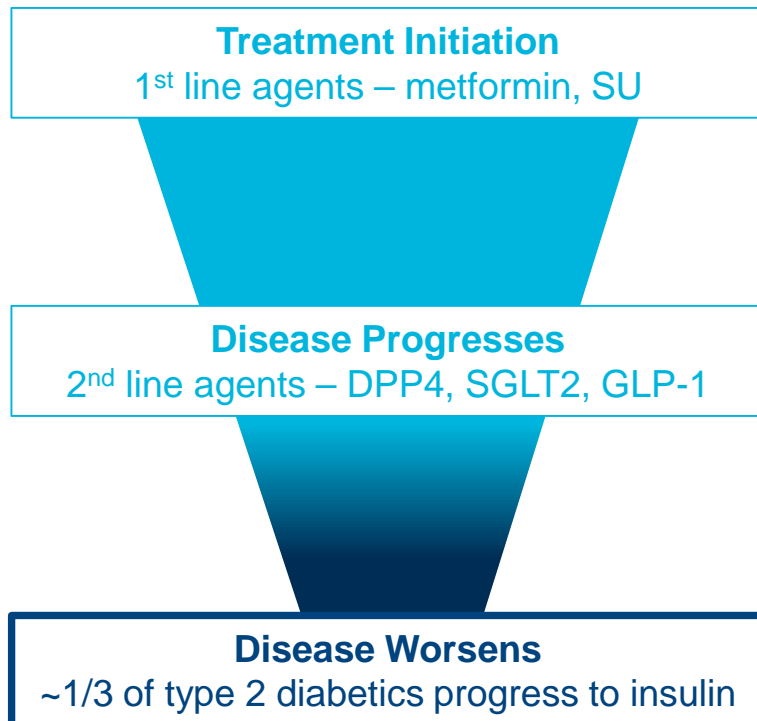 Treatment Initiation
1st line agents – metformin, SU
Disease Progresses
2nd line agents – DPP4, SGLT2, GLP-1
Disease Worsens
~1/3 of type 2 diabetics progress to insulin